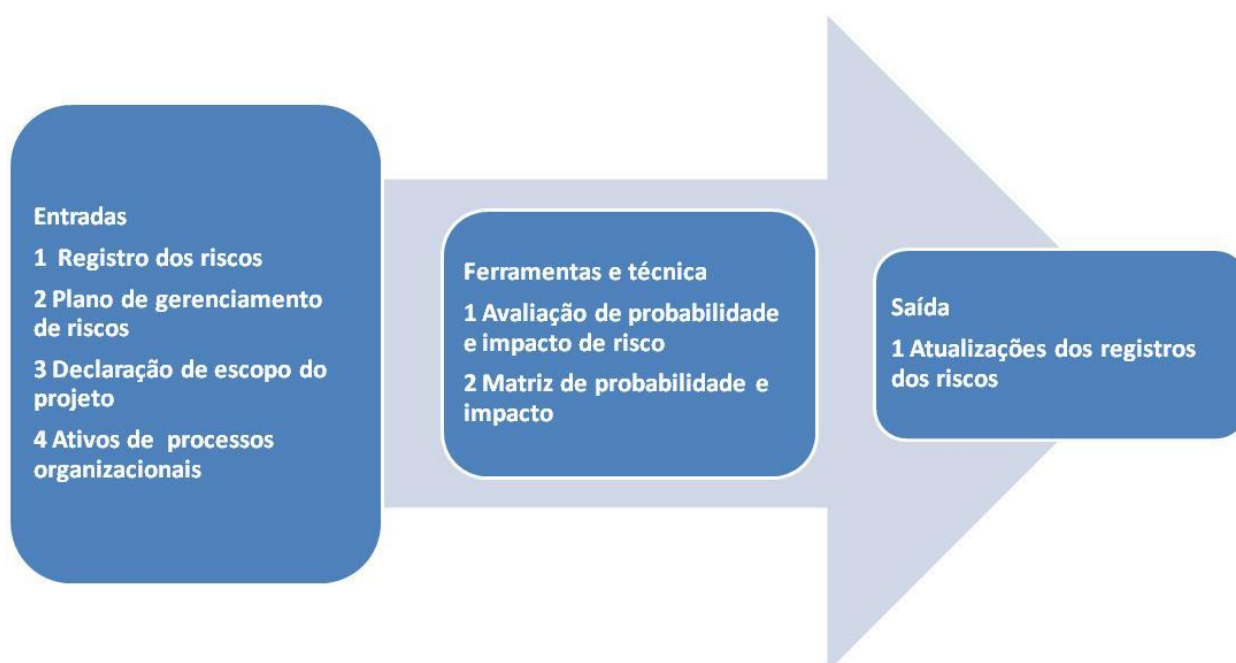 Entradas
1 Registro dos riscos
2 Plano de gerenciamento
de riscos
3 Declaração de escopo do
projeto
4 Ativos de processos
organizacionais
Ferramentas e técnica
1 Avaliação de probabilidade
e impacto de risco
2 Matriz de probabilidade e
impacto
Saída
1 Atualizações dos registros
dos riscos